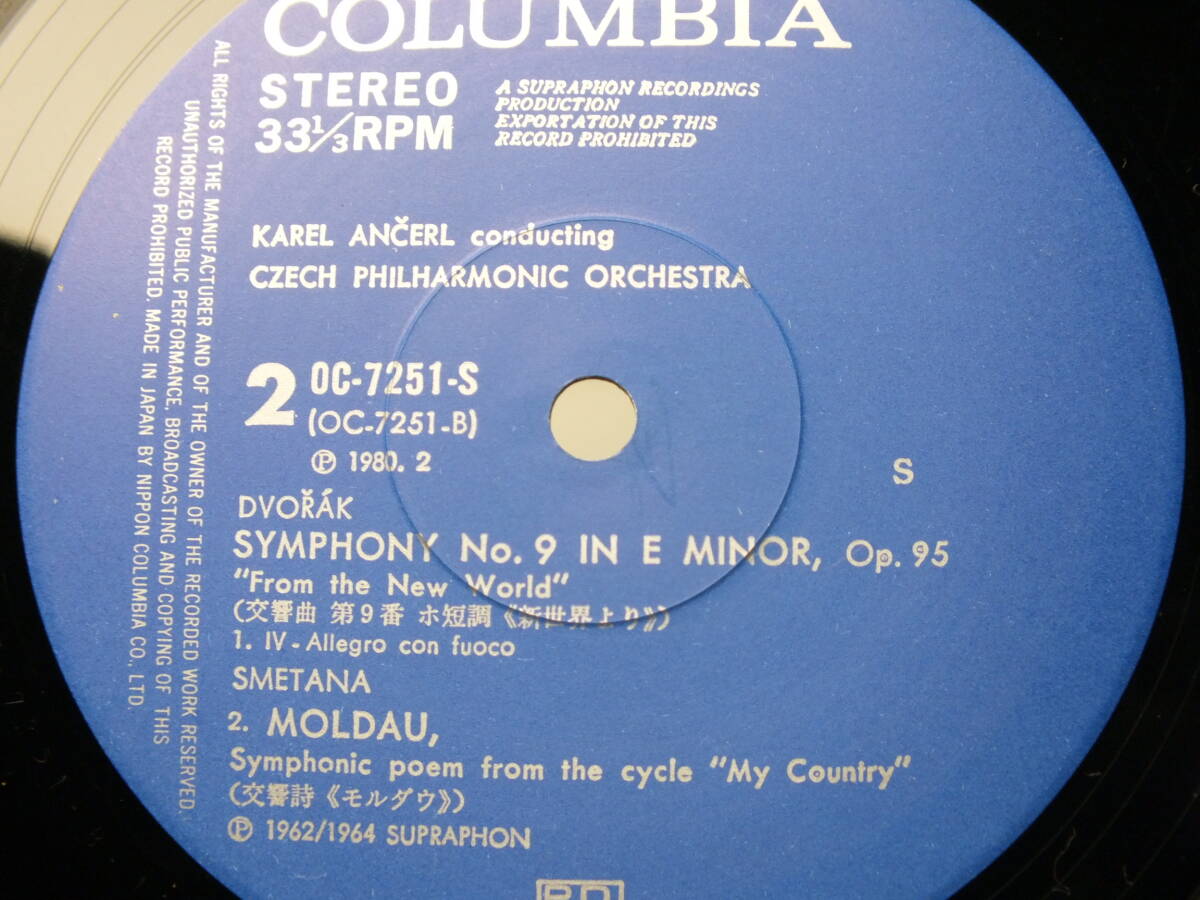 COLUMBIA
STEREO
33 1/3 RPM
A SUPRAPHON RECORDINGS
PRODUCTION
EXPORTATION OF THIS
RECORD PROHIBITED
KAREL ANČERL conducting
CZECH PHILHARMONIC ORCHESTRA
2 OC-7251-S
(OC-7251-B)
Ⓟ 1980. 2
S
DVOŘÁK
SYMPHONY No. 9 IN E MINOR, Op. 95
"From the New World"
(交響曲 第9番 ホ短調《新世界より》)
1. IV - Allegro con fuoco
SMETANA
2. MOLDAU,
Symphonic poem from the cycle "My Country"
(交響詩《モルダウ》)
Ⓟ 1962/1964 SUPRAPHON
ALL RIGHTS OF THE MANUFACTURER AND OF THE OWNER OF THE RECORDED WORK RESERVED.
UNAUTHORIZED PUBLIC PERFORMANCE, BROADCASTING AND COPYING OF THIS
RECORD PROHIBITED. MADE IN JAPAN BY NIPPON COLUMBIA CO., LTD.